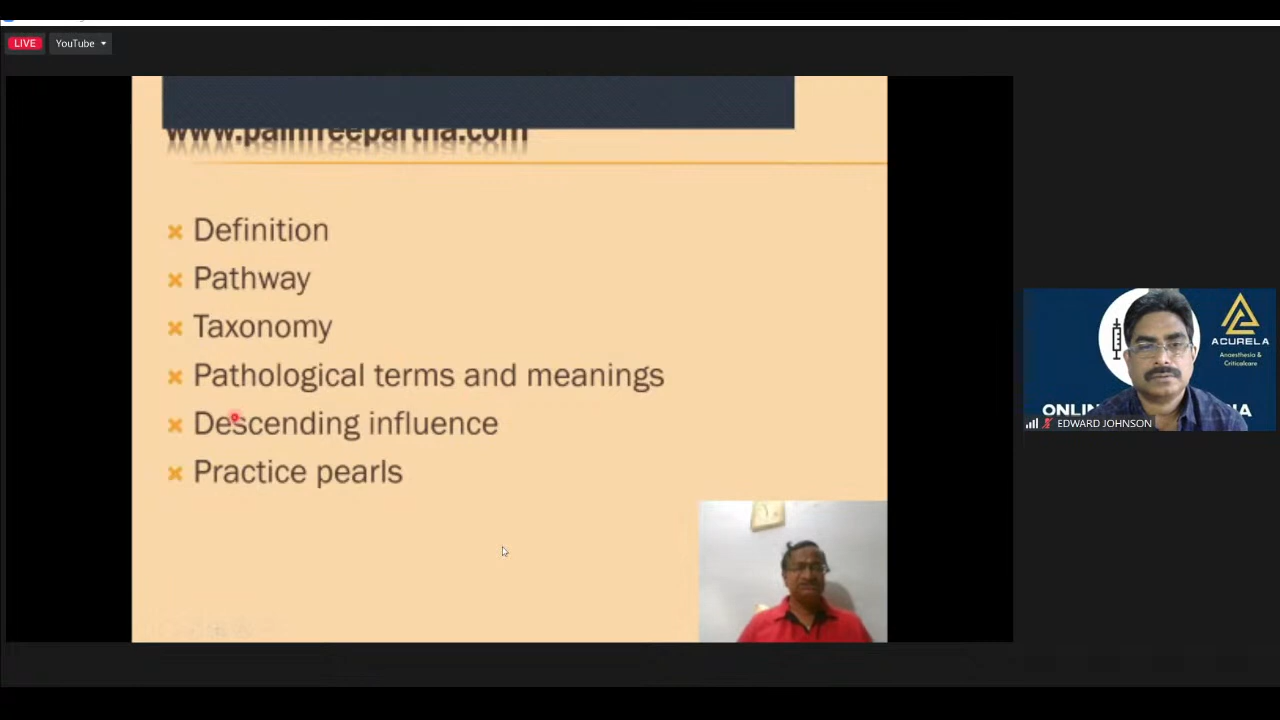 LIVE
YouTube
www.painfreepartha.com
Definition
Pathway
Taxonomy
Pathological terms and meanings
Descending influence
Practice pearls
ACURELA
Anaesthesia &
Criticalcare
EDWARD JOHNSON